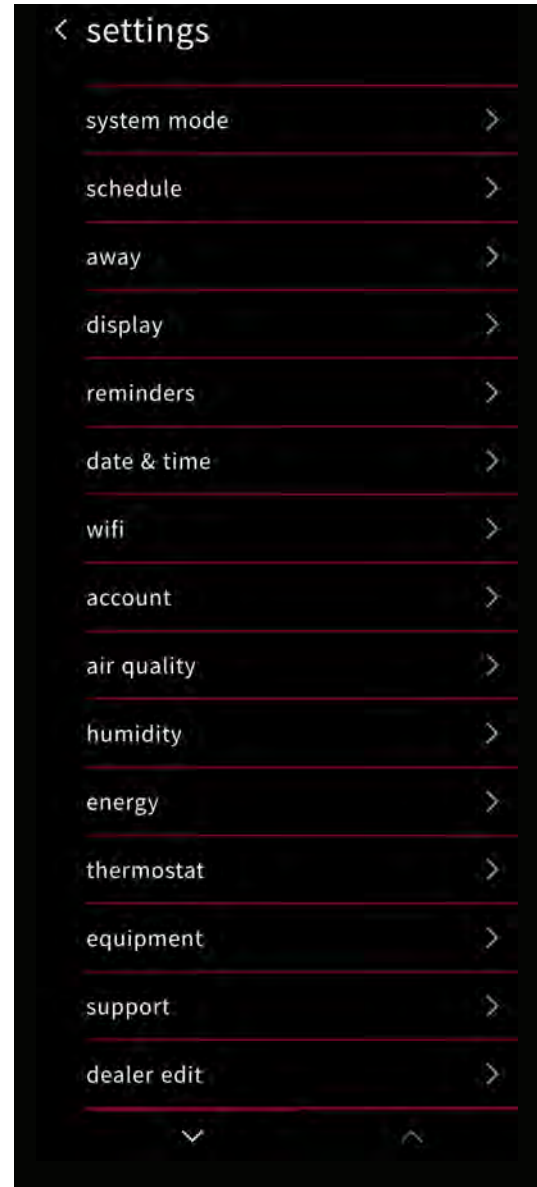 settings
system mode
schedule
away
display
reminders
date & time
wifi
account
air quality
humidity
energy
thermostat
equipment
support
dealer edit